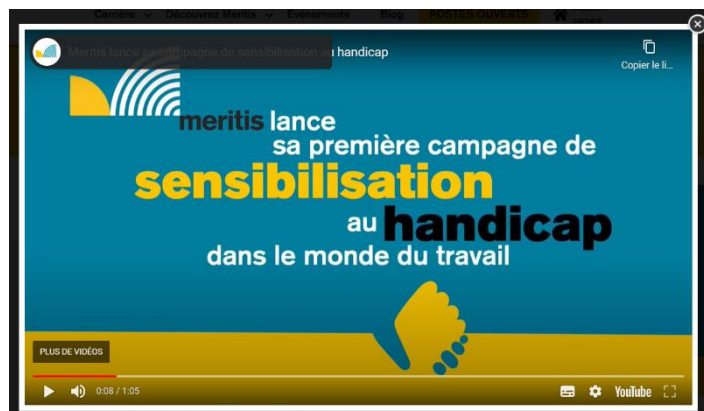 Carrière Découvrez Meritis Evénements Blog POSTES OUVERTS
Meritis lance sa campagne de sensibilisation au handicap
Copier le li...
meritis lance
sa première campagne de
sensibilisation
au handicap
dans le monde du travail
PLUS DE VIDÉOS
0:08 / 1:05
YouTube